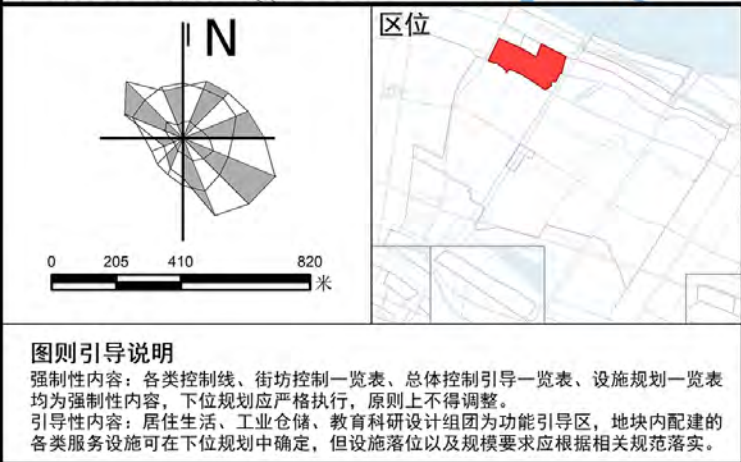 N
区位
0 205 410 820
米
图则引导说明
强制性内容：各类控制线、街坊控制一览表、总体控制引导一览表、设施规划一览表
均为强制性内容，下位规划应严格执行，原则上不得调整。
引导性内容：居住生活、工业仓储、教育科研设计组团为功能引导区，地块内配建的
各类服务设施可在下位规划中确定，但设施落位以及规模要求应根据相关规范落实。